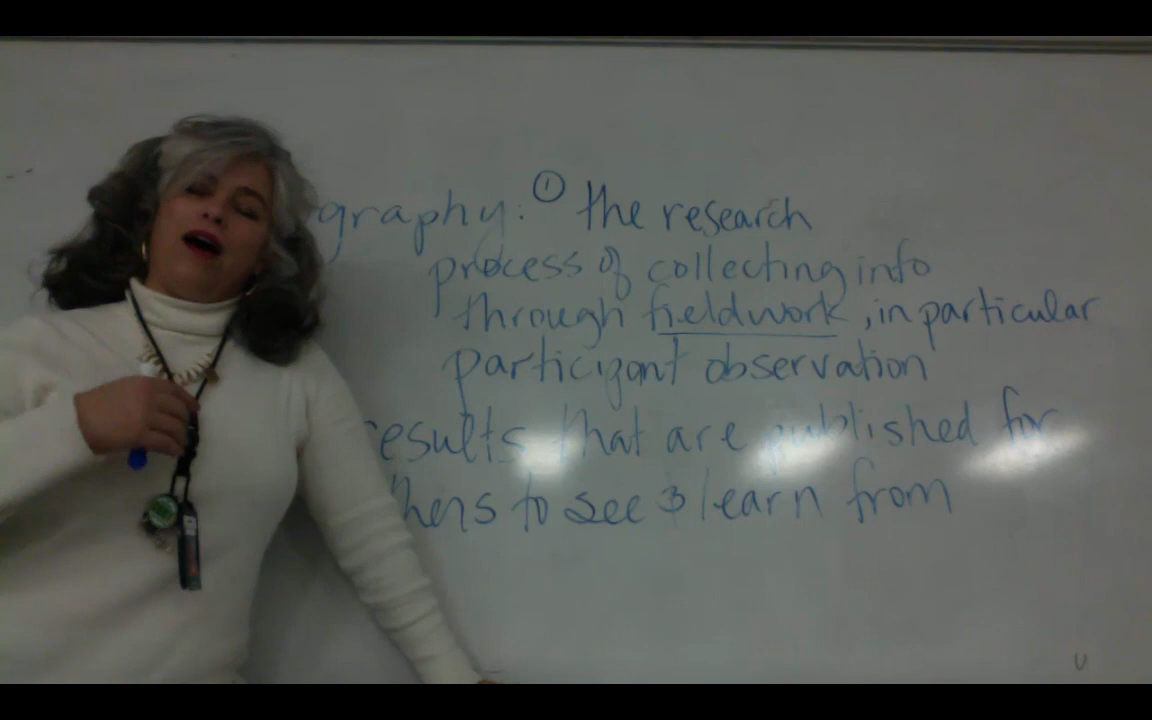 graphy: ① the research
process of collecting info
through fieldwork, in particular
participant observation
results that are published for
hers to see & learn from